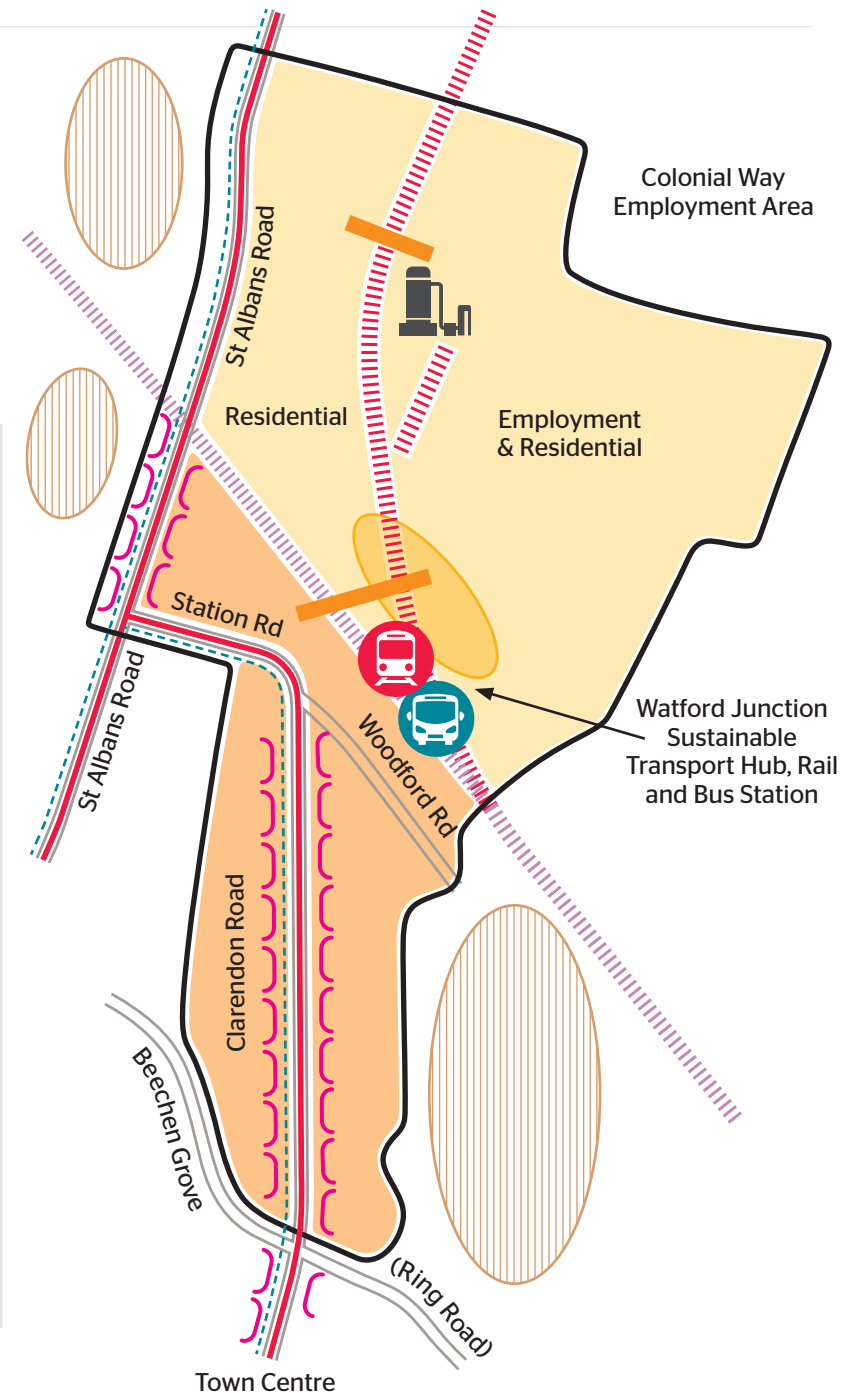 Colonial Way
Employment Area
St Albans Road
Residential
Employment
& Residential
Station Rd
St Albans Road
Woodford Rd
Watford Junction
Sustainable
Transport Hub, Rail
and Bus Station
Clarendon Road
Beechen Grove
(Ring Road)
Town Centre